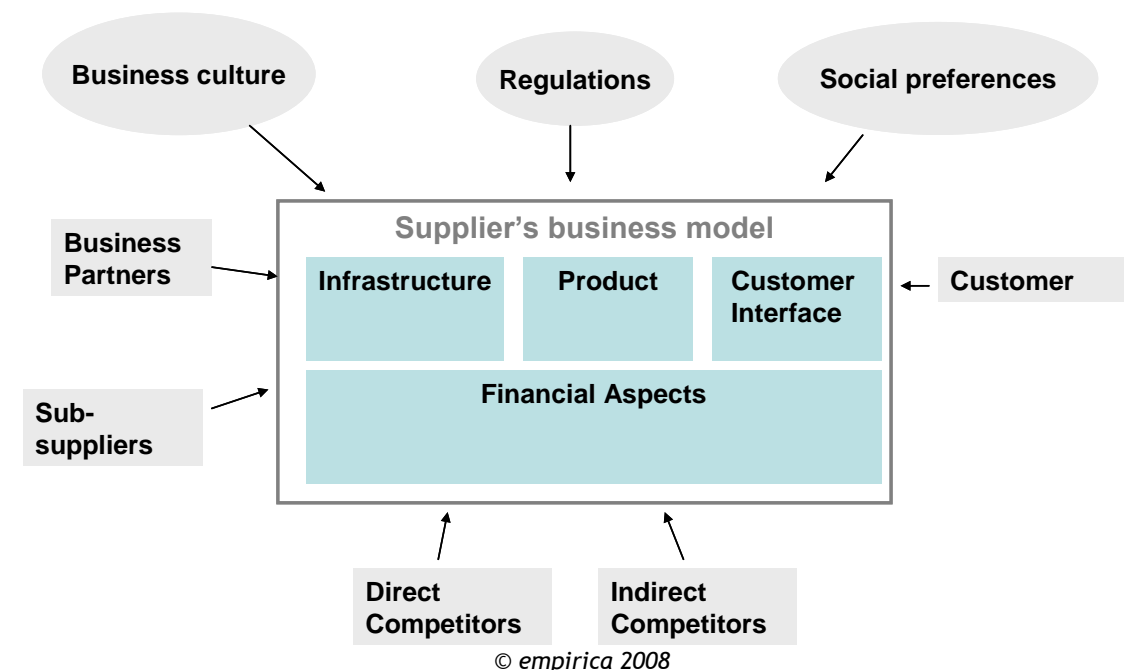 Business culture
Regulations
Social preferences
Supplier’s business model
Business
Partners
Infrastructure
Product
Customer
Interface
Customer
Financial Aspects
Sub-
suppliers
Direct
Competitors
Indirect
Competitors
© empirica 2008